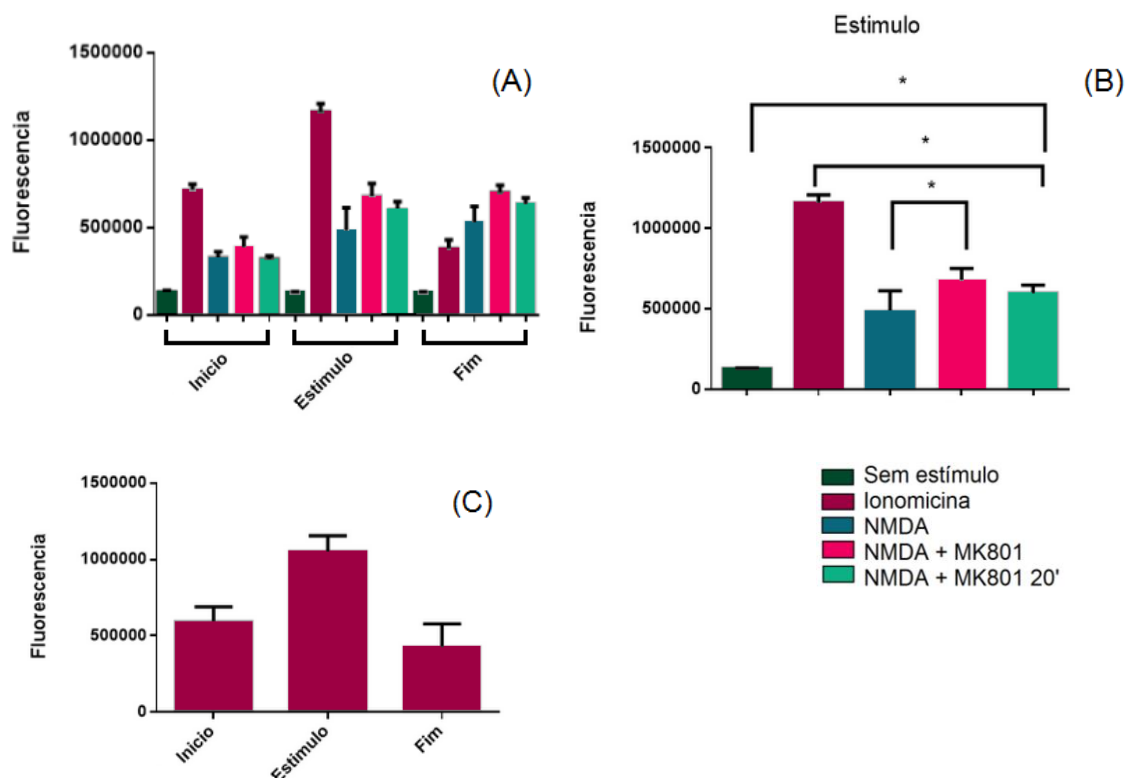 (A)
Fluorescencia
1500000
1000000
500000
0
Inicio
Estimulo
Fim
Estimulo
(B)
*
*
*
Fluorescencia
1500000
1000000
500000
0
Sem estímulo
Ionomicina
NMDA
NMDA + MK801
NMDA + MK801 20'
(C)
Fluorescencia
1500000
1000000
500000
0
Inicio
Estimulo
Fim